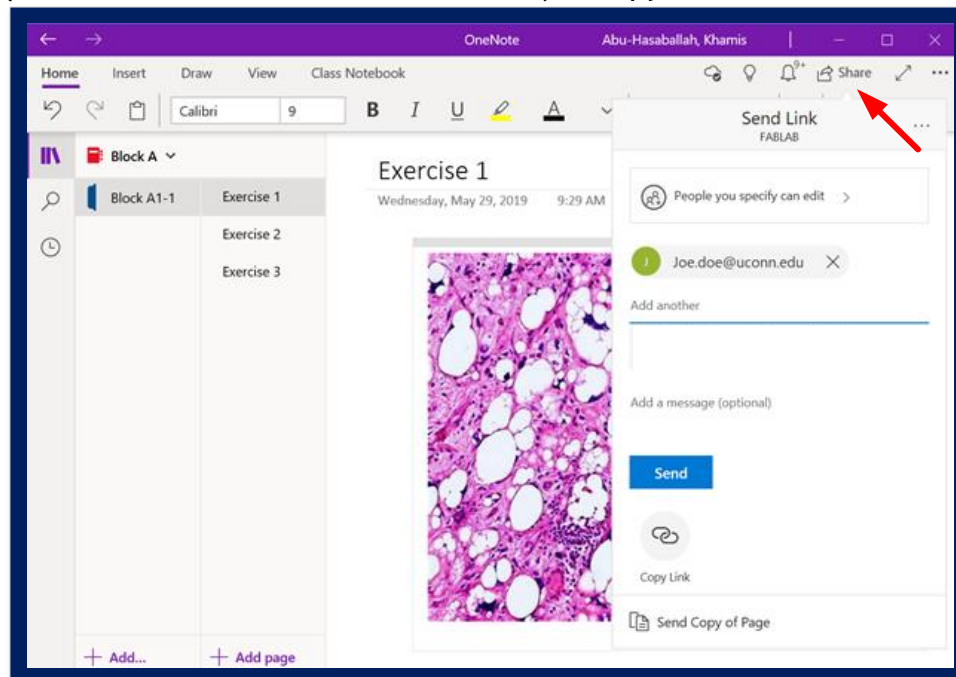 OneNote Abu-Hasaballah, Khamis
Home Insert Draw View Class Notebook 9+ Share
Calibri 9 B I U A
Send Link
FABLAB
Block A
Exercise 1
Block A1-1 Exercise 1
Wednesday, May 29, 2019 9:29 AM
People you specify can edit
Exercise 2
J Joe.doe@uconn.edu
Exercise 3
Add another
Add a message (optional)
Send
Copy Link
Send Copy of Page
+ Add... + Add page